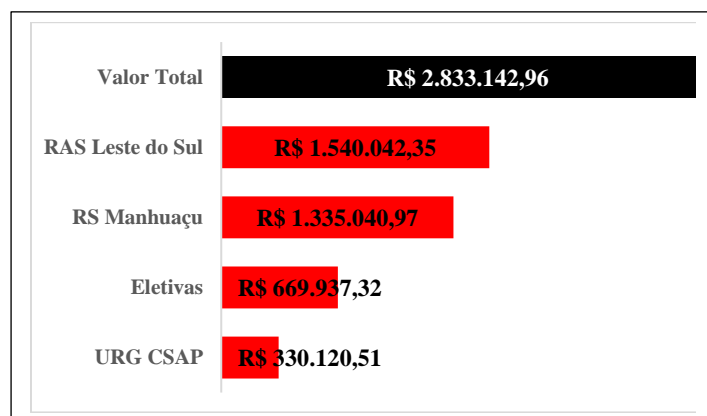 Valor Total R$ 2.833.142,96
RAS Leste do Sul R$ 1.540.042,35
RS Manhuaçu R$ 1.335.040,97
Eletivas R$ 669.937,32
URG CSAP R$ 330.120,51